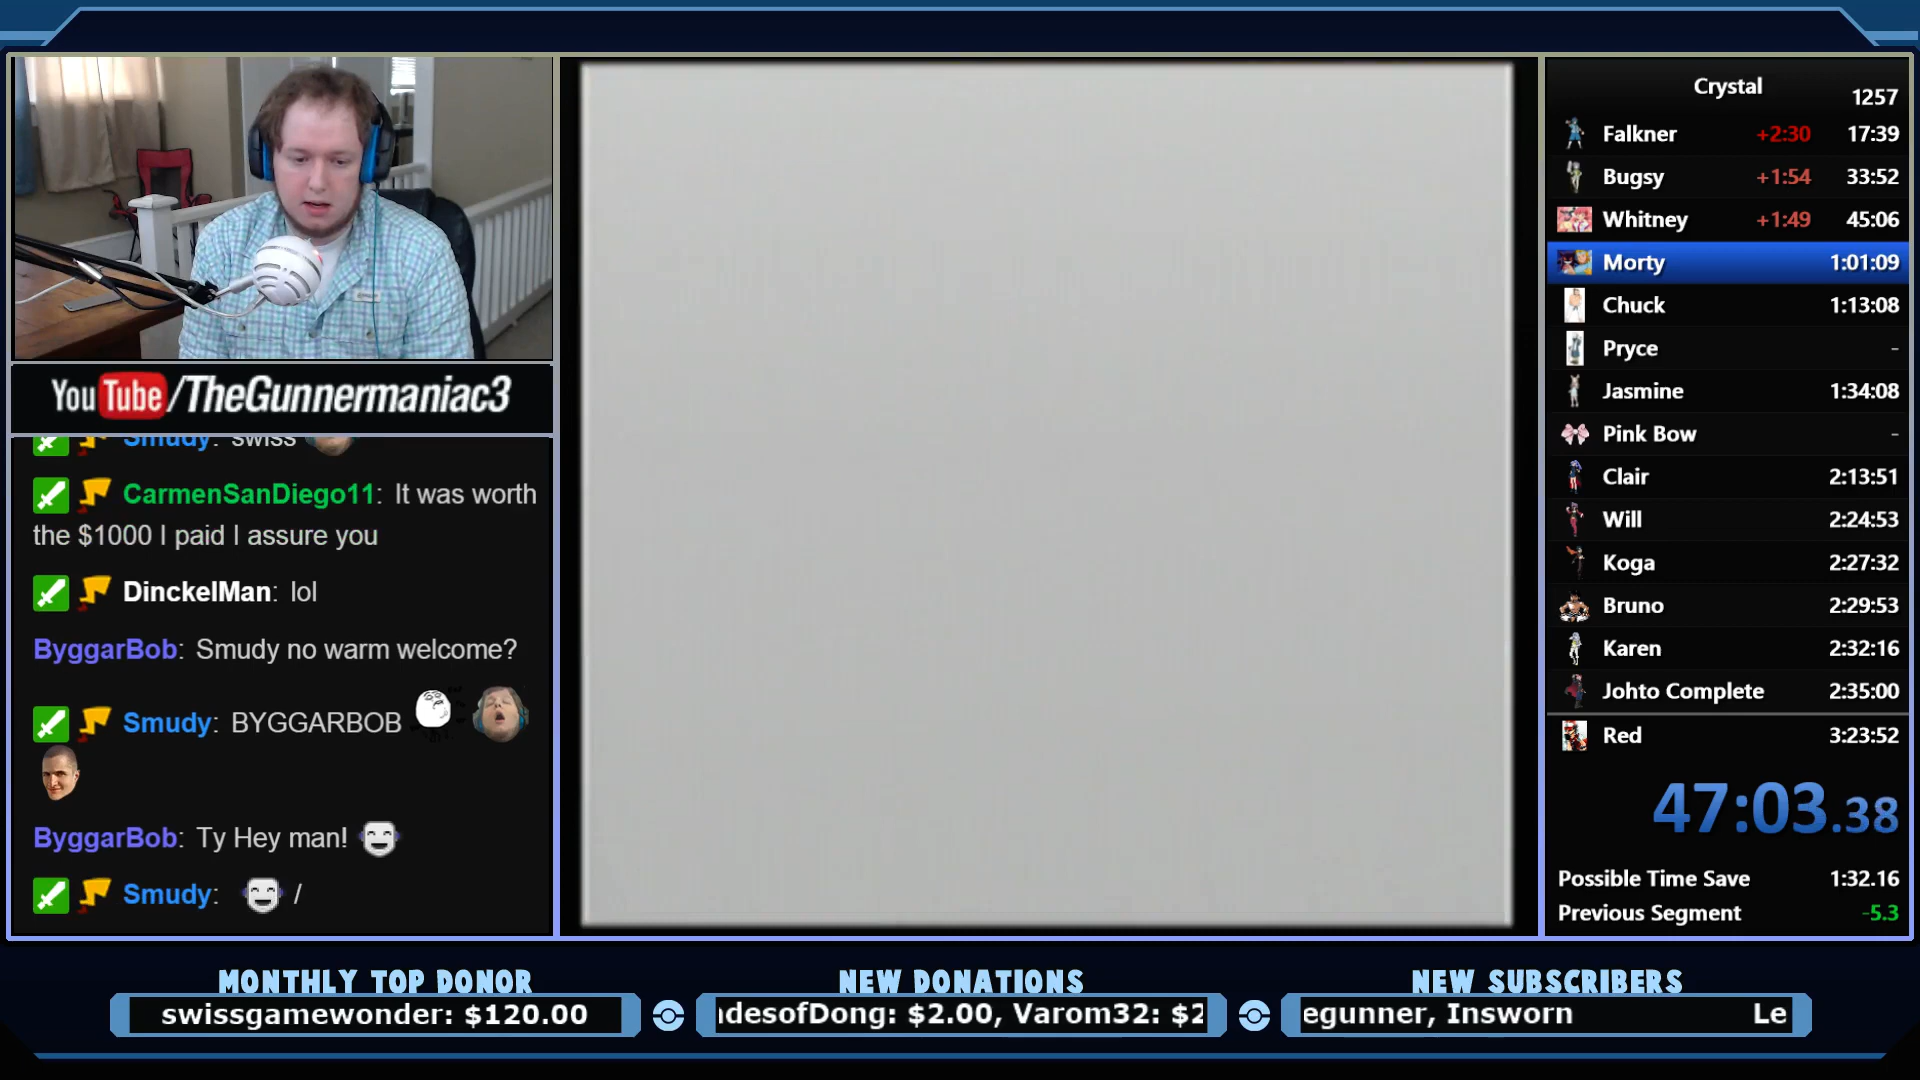 YouTube/TheGunnermaniac3
Smudy: swiss
CarmenSanDiego11: It was worth
the $1000 I paid I assure you
DinckelMan: lol
ByggarBob: Smudy no warm welcome?
Smudy: BYGGARBOB
ByggarBob: Ty Hey man!
Smudy: /
Crystal
1257
Falkner +2:30 17:39
Bugsy +1:54 33:52
Whitney +1:49 45:06
Morty 1:01:09
Chuck 1:13:08
Pryce -
Jasmine 1:34:08
Pink Bow -
Clair 2:13:51
Will 2:24:53
Koga 2:27:32
Bruno 2:29:53
Karen 2:32:16
Johto Complete 2:35:00
Red 3:23:52
47:03.38
Possible Time Save 1:32.16
Previous Segment -5.3
MONTHLY TOP DONOR
swissgamewonder: $120.00
NEW DONATIONS
desofDong: $2.00, Varom32: $2
NEW SUBSCRIBERS
egunner, Insworn Le